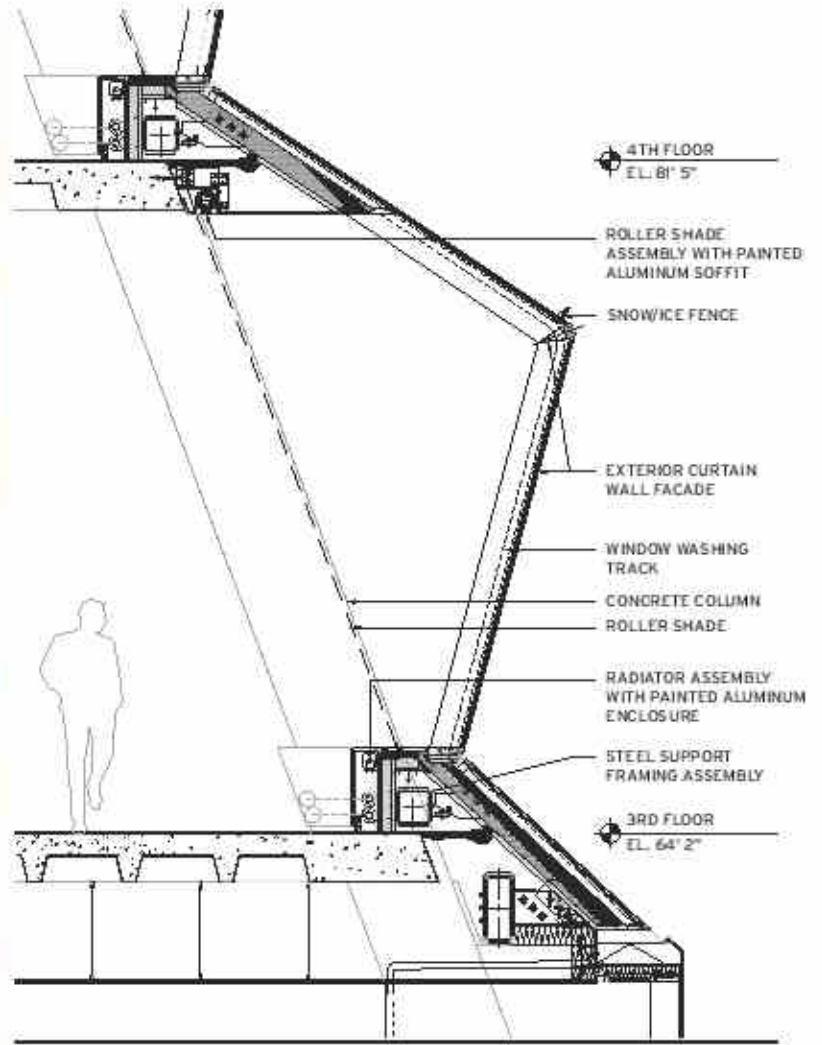 4TH FLOOR
EL. 81' 5"
ROLLER SHADE
ASSEMBLY WITH PAINTED
ALUMINUM SOFFIT
SNOW/ICE FENCE
EXTERIOR CURTAIN
WALL FACADE
WINDOW WASHING
TRACK
CONCRETE COLUMN
ROLLER SHADE
RADIATOR ASSEMBLY
WITH PAINTED ALUMINUM
ENCLOSURE
STEEL SUPPORT
FRAMING ASSEMBLY
3RD FLOOR
EL. 64' 2"